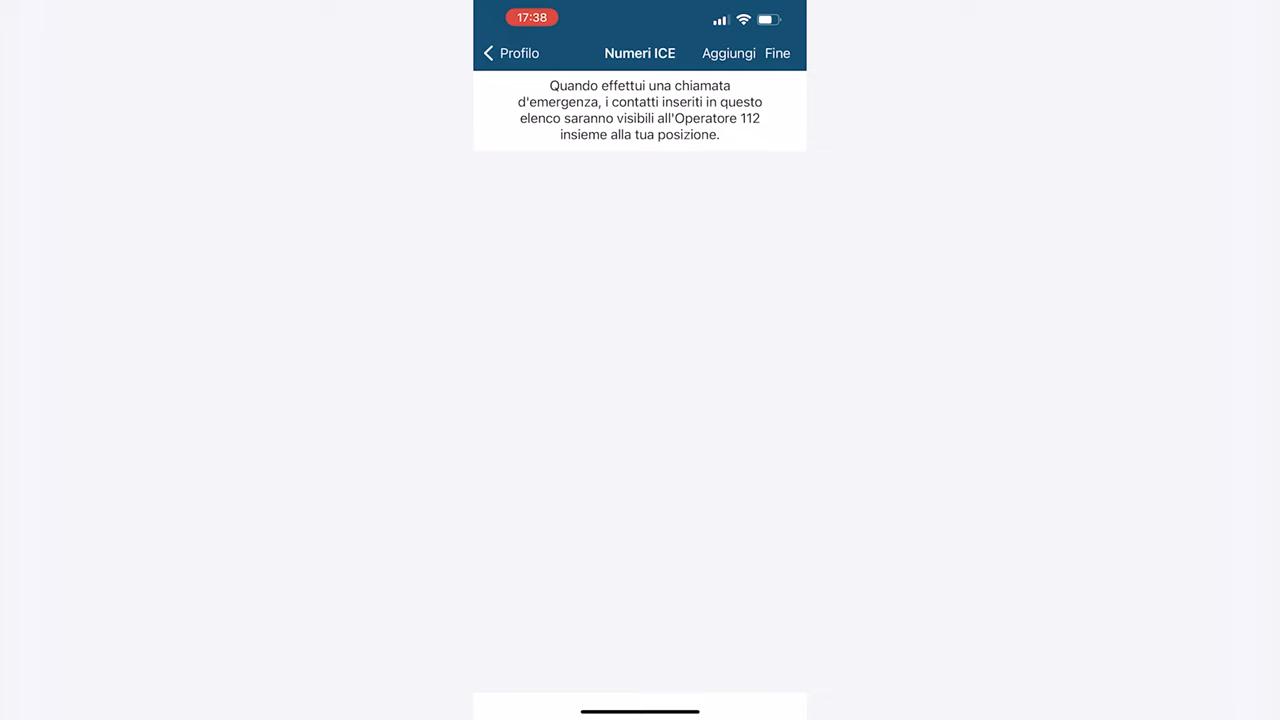 17:38
Profilo
Numeri ICE
Aggiungi
Fine
Quando effettui una chiamata
d'emergenza, i contatti inseriti in questo
elenco saranno visibili all'Operatore 112
insieme alla tua posizione.